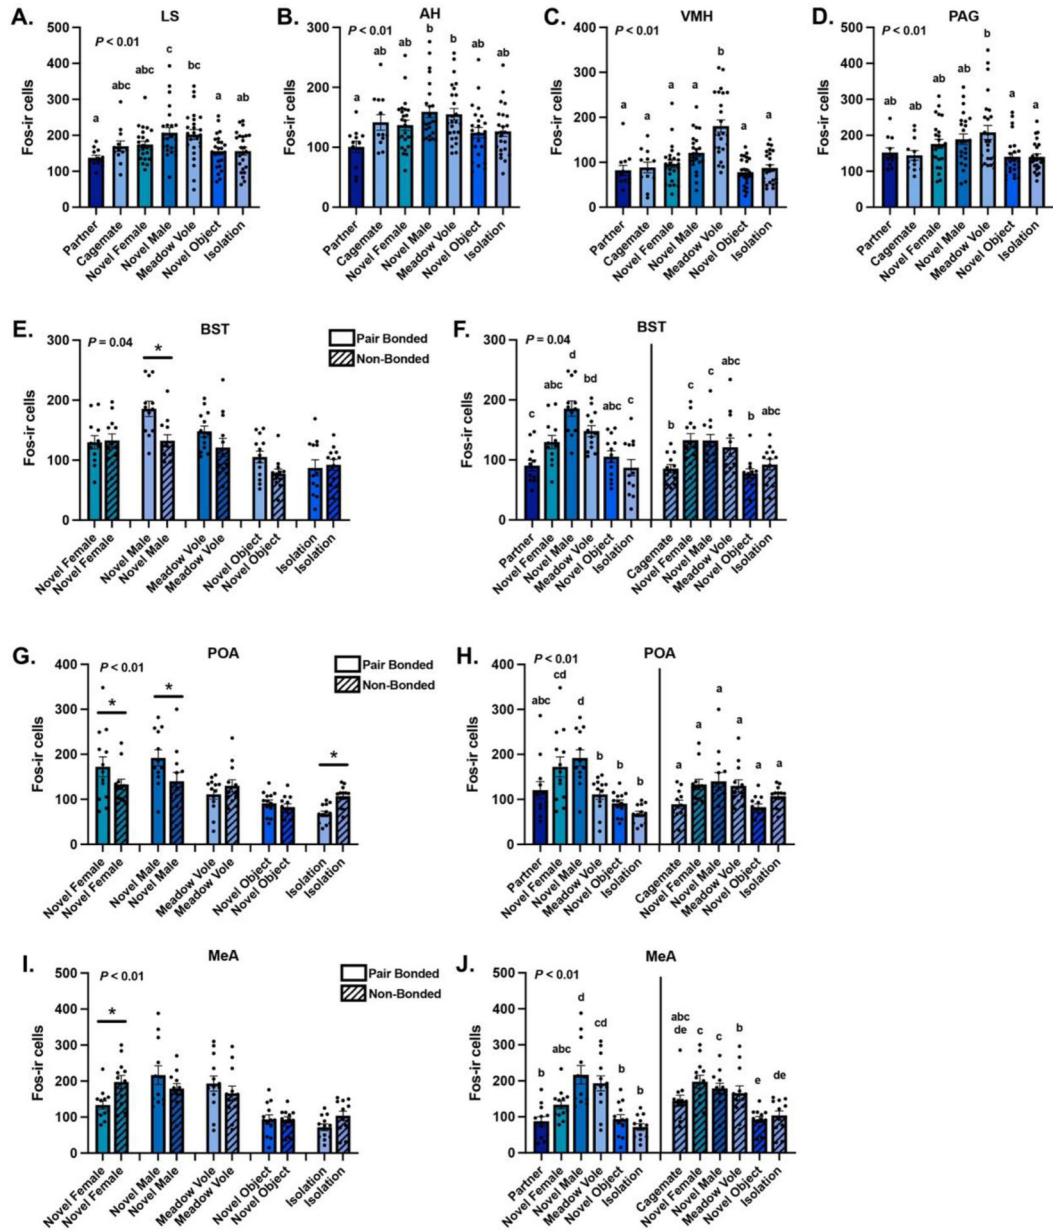 A. LS
P < 0.01
Fos-ir cells
500
400
300
200
100
0
a
abc
abc
c
bc
a
ab
Partner
Cagemate
Novel Female
Novel Male
Meadow Vole
Novel Object
Isolation
B. AH
P < 0.01
Fos-ir cells
300
200
100
0
a
ab
ab
b
b
ab
ab
Partner
Cagemate
Novel Female
Novel Male
Meadow Vole
Novel Object
Isolation
C. VMH
P < 0.01
Fos-ir cells
400
300
200
100
0
a
a
a
a
b
a
a
Partner
Cagemate
Novel Female
Novel Male
Meadow Vole
Novel Object
Isolation
D. PAG
P < 0.01
Fos-ir cells
500
400
300
200
100
0
ab
ab
ab
ab
b
a
a
Partner
Cagemate
Novel Female
Novel Male
Meadow Vole
Novel Object
Isolation
E. BST
P = 0.04
Pair Bonded
Non-Bonded
Fos-ir cells
300
200
100
0
*
Novel Female
Novel Female
Novel Male
Novel Male
Meadow Vole
Meadow Vole
Novel Object
Novel Object
Isolation
Isolation
F. BST
P = 0.04
Fos-ir cells
300
200
100
0
c
abc
d
bd
abc
c
b
c
c
abc
b
abc
Partner
Novel Female
Novel Male
Meadow Vole
Novel Object
Isolation
Cagemate
Novel Female
Novel Male
Meadow Vole
Novel Object
Isolation
G. POA
P < 0.01
Pair Bonded
Non-Bonded
Fos-ir cells
400
300
200
100
0
*
*
*
Novel Female
Novel Female
Novel Male
Novel Male
Meadow Vole
Meadow Vole
Novel Object
Novel Object
Isolation
Isolation
H. POA
P < 0.01
Fos-ir cells
400
300
200
100
0
abc
cd
d
b
b
b
a
a
a
a
a
a
Partner
Novel Female
Novel Male
Meadow Vole
Novel Object
Isolation
Cagemate
Novel Female
Novel Male
Meadow Vole
Novel Object
Isolation
I. MeA
P < 0.01
Pair Bonded
Non-Bonded
Fos-ir cells
500
400
300
200
100
0
*
Novel Female
Novel Female
Novel Male
Novel Male
Meadow Vole
Meadow Vole
Novel Object
Novel Object
Isolation
Isolation
J. MeA
P < 0.01
Fos-ir cells
500
400
300
200
100
0
b
abc
d
cd
b
b
abc
de
c
c
b
e
de
Partner
Novel Female
Novel Male
Meadow Vole
Novel Object
Isolation
Cagemate
Novel Female
Novel Male
Meadow Vole
Novel Object
Isolation